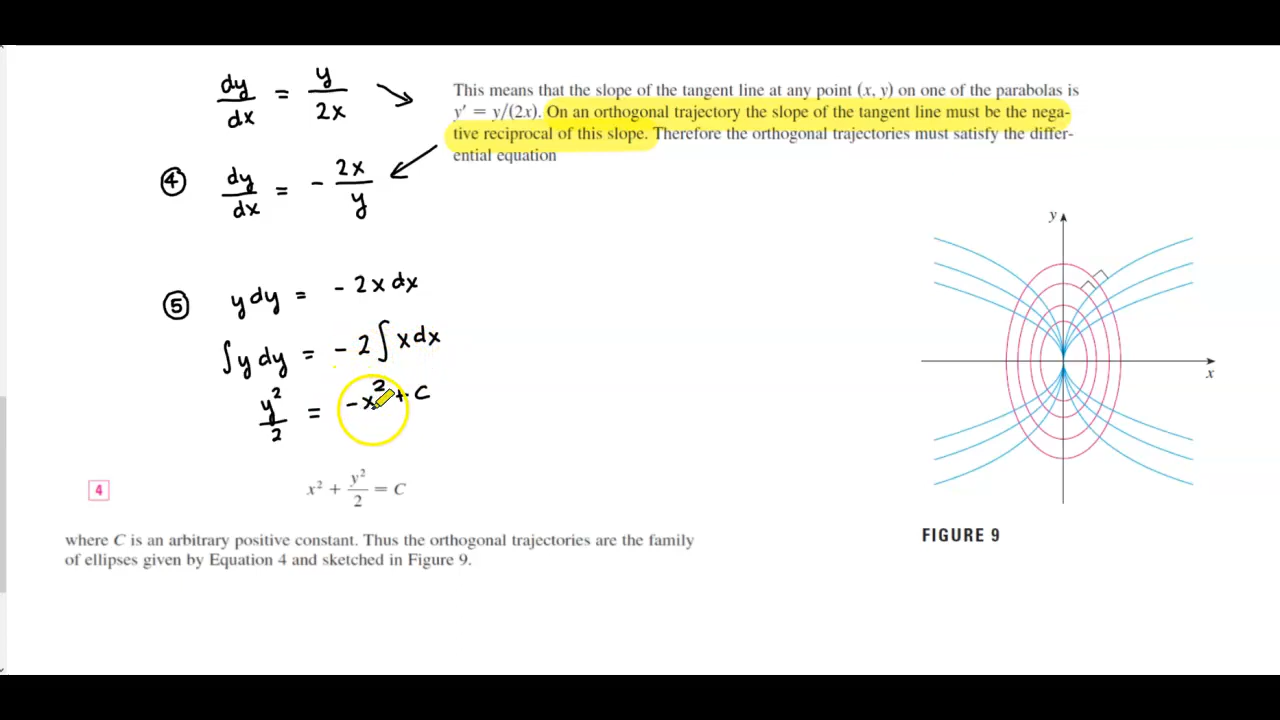 dy/dx = y/2x
This means that the slope of the tangent line at any point (x, y) on one of the parabolas is
y′ = y/(2x). On an orthogonal trajectory the slope of the tangent line must be the nega-
tive reciprocal of this slope. Therefore the orthogonal trajectories must satisfy the differ-
ential equation
④ dy/dx = - 2x/y
⑤ y dy = - 2x dx
∫y dy = - 2∫x dx
y²/2 = -x² + C
4 x² + y²/2 = C
where C is an arbitrary positive constant. Thus the orthogonal trajectories are the family
of ellipses given by Equation 4 and sketched in Figure 9.
y
x
FIGURE 9